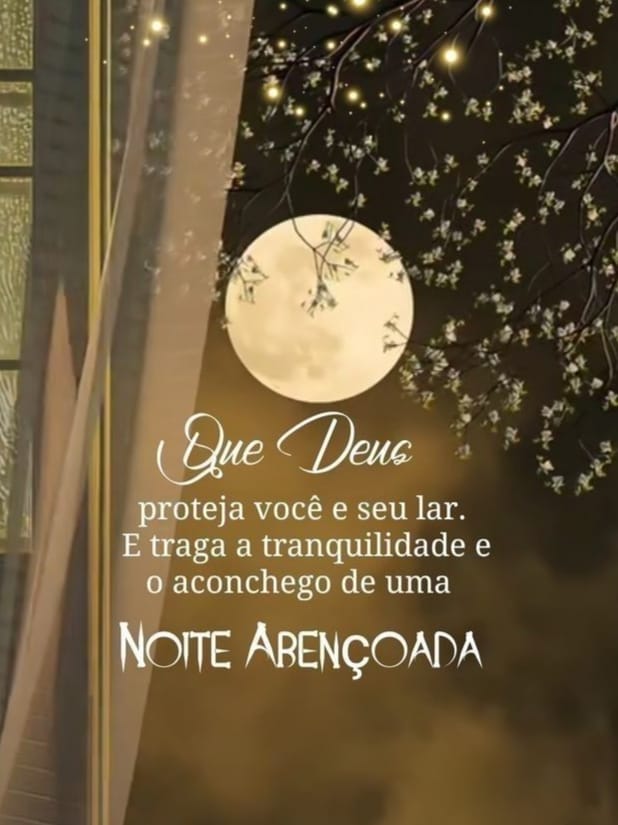 Que Deus
proteja você e seu lar.
E traga a tranquilidade e
o aconchego de uma
NOITE ABENÇOADA